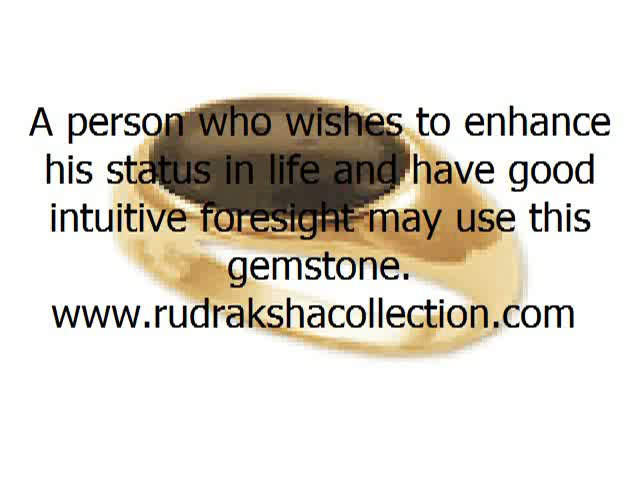 A person who wishes to enhance
his status in life and have good
intuitive foresight may use this
gemstone.
www.rudrakshacollection.com